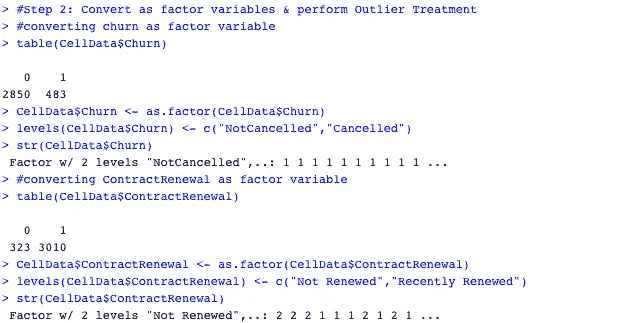 > #Step 2: Convert as factor variables & perform Outlier Treatment
> #converting churn as factor variable
> table(CellData$Churn)
0 1
2850 483
> CellData$Churn <- as.factor(CellData$Churn)
> levels(CellData$Churn) <- c("NotCancelled","Cancelled")
> str(CellData$Churn)
Factor w/ 2 levels "NotCancelled",..: 1 1 1 1 1 1 1 1 1 1 ...
> #converting ContractRenewal as factor variable
> table(CellData$ContractRenewal)
0 1
323 3010
> CellData$ContractRenewal <- as.factor(CellData$ContractRenewal)
> levels(CellData$ContractRenewal) <- c("Not Renewed","Recently Renewed")
> str(CellData$ContractRenewal)
Factor w/ 2 levels "Not Renewed",..: 2 2 2 1 1 1 2 1 2 1 ...